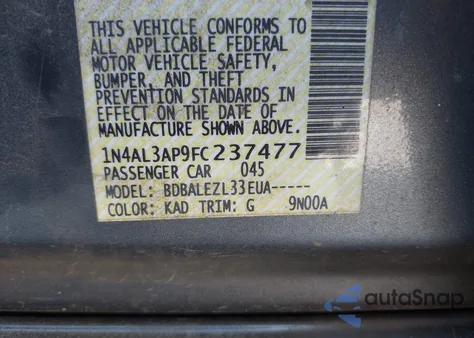 THIS VEHICLE CONFORMS TO
ALL APPLICABLE FEDERAL
MOTOR VEHICLE SAFETY,
BUMPER, AND THEFT
PREVENTION STANDARDS IN
EFFECT ON THE DATE OF
MANUFACTURE SHOWN ABOVE.
1N4AL3AP9FC237477
PASSENGER CAR 045
MODEL: BDBALEZL33EUA-----
COLOR: KAD TRIM: G 9N00A
autoSnap